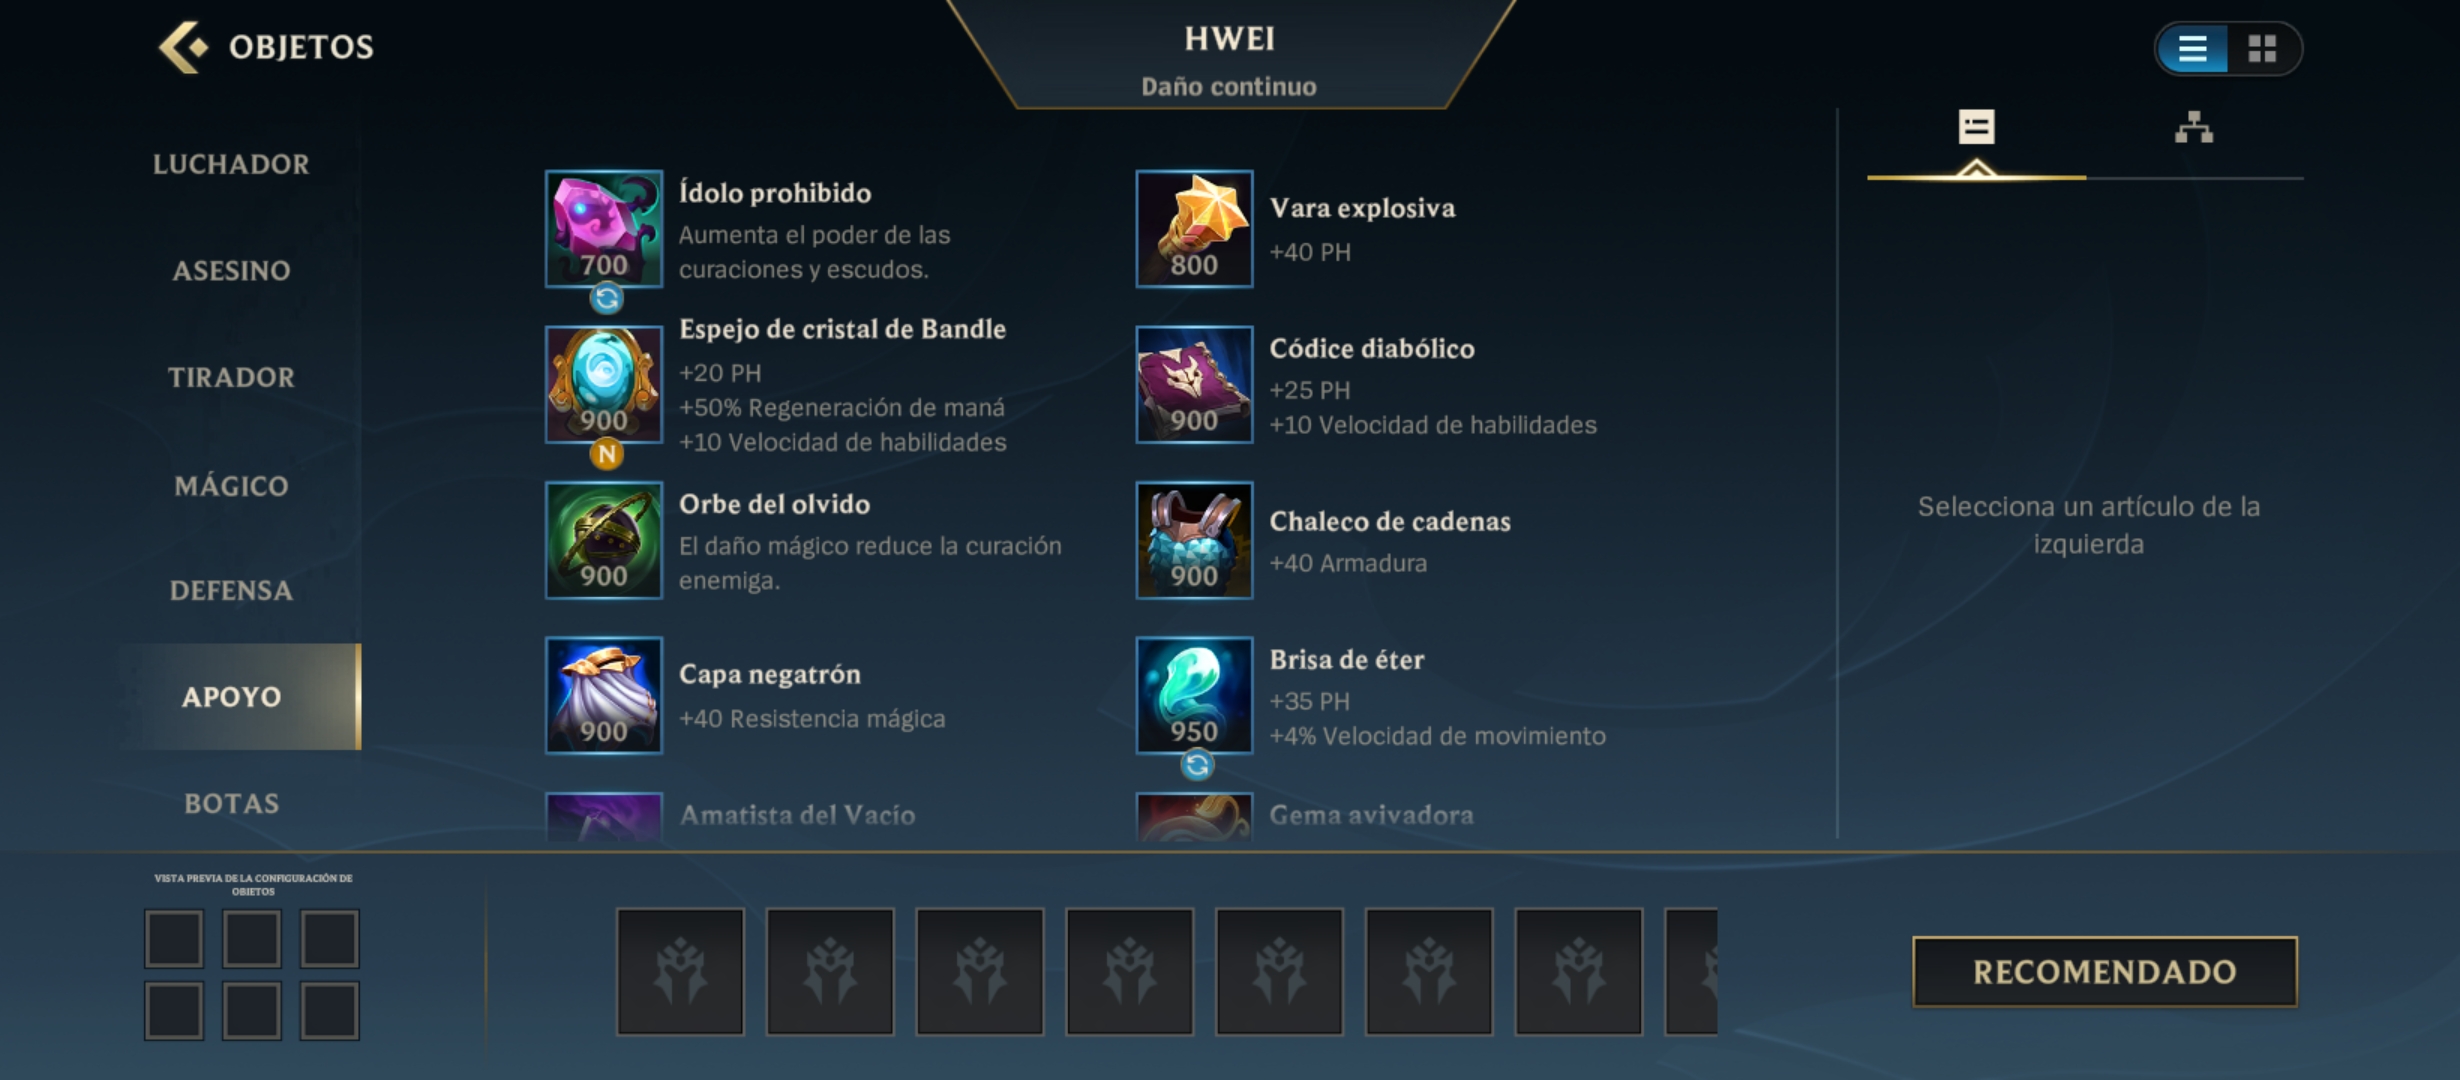 OBJETOS
HWEI
Daño continuo
LUCHADOR
ASESINO
TIRADOR
MÁGICO
DEFENSA
APOYO
BOTAS
700
Ídolo prohibido
Aumenta el poder de las
curaciones y escudos.
800
Vara explosiva
+40 PH
900
N
Espejo de cristal de Bandle
+20 PH
+50% Regeneración de maná
+10 Velocidad de habilidades
900
Códice diabólico
+25 PH
+10 Velocidad de habilidades
900
Orbe del olvido
El daño mágico reduce la curación
enemiga.
900
Chaleco de cadenas
+40 Armadura
900
Capa negatrón
+40 Resistencia mágica
950
Brisa de éter
+35 PH
+4% Velocidad de movimiento
Amatista del Vacío
Gema avivadora
Selecciona un artículo de la
izquierda
VISTA PREVIA DE LA CONFIGURACIÓN DE
OBJETOS
RECOMENDADO